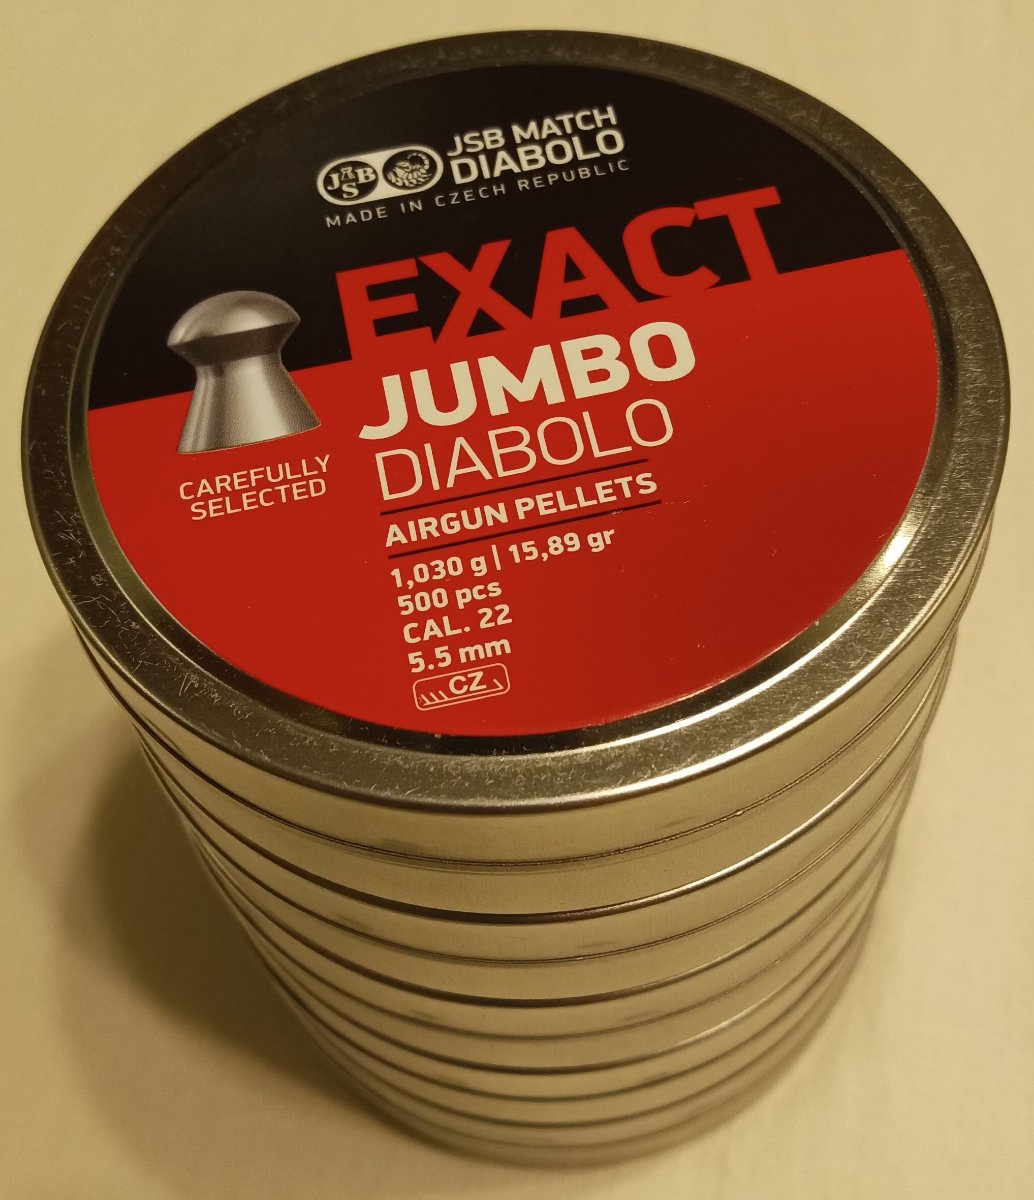 JSB
JSB MATCH
DIABOLO
MADE IN CZECH REPUBLIC
EXACT
JUMBO
DIABOLO
CAREFULLY
SELECTED
AIRGUN PELLETS
1,030 g | 15,89 gr
500 pcs
CAL. 22
5.5 mm
CZ